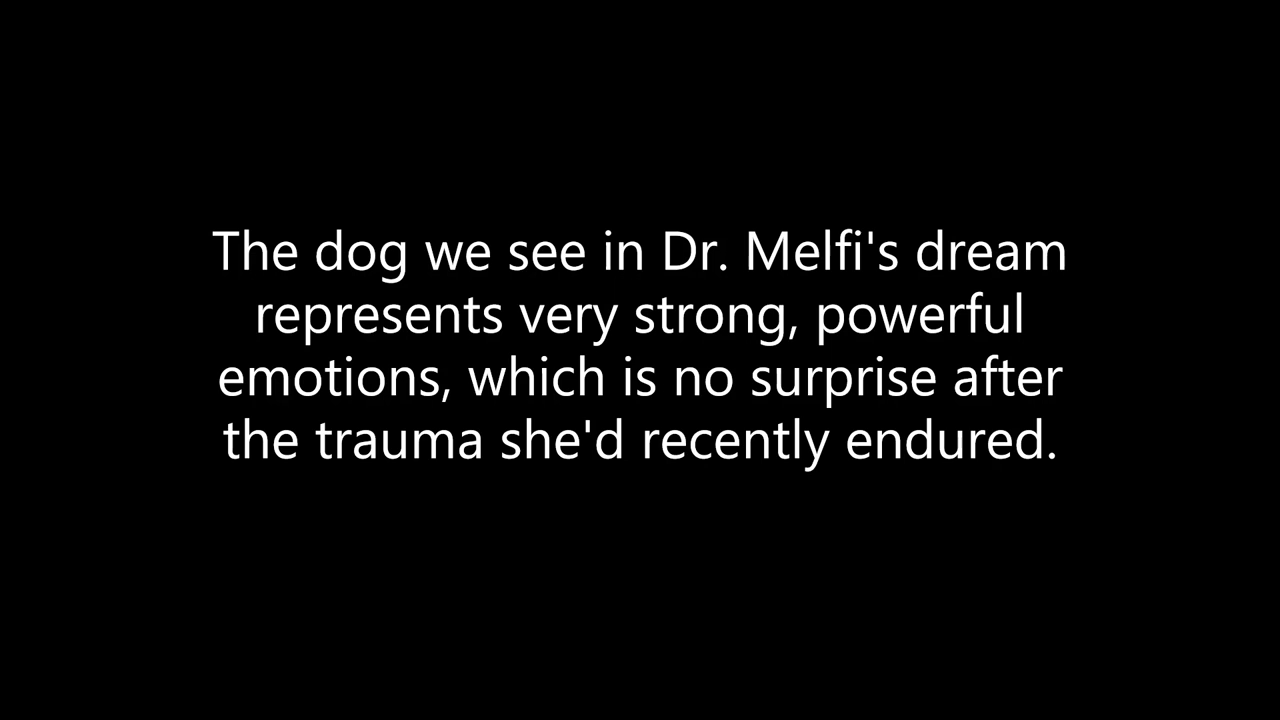 The dog we see in Dr. Melfi's dream
represents very strong, powerful
emotions, which is no surprise after
the trauma she'd recently endured.